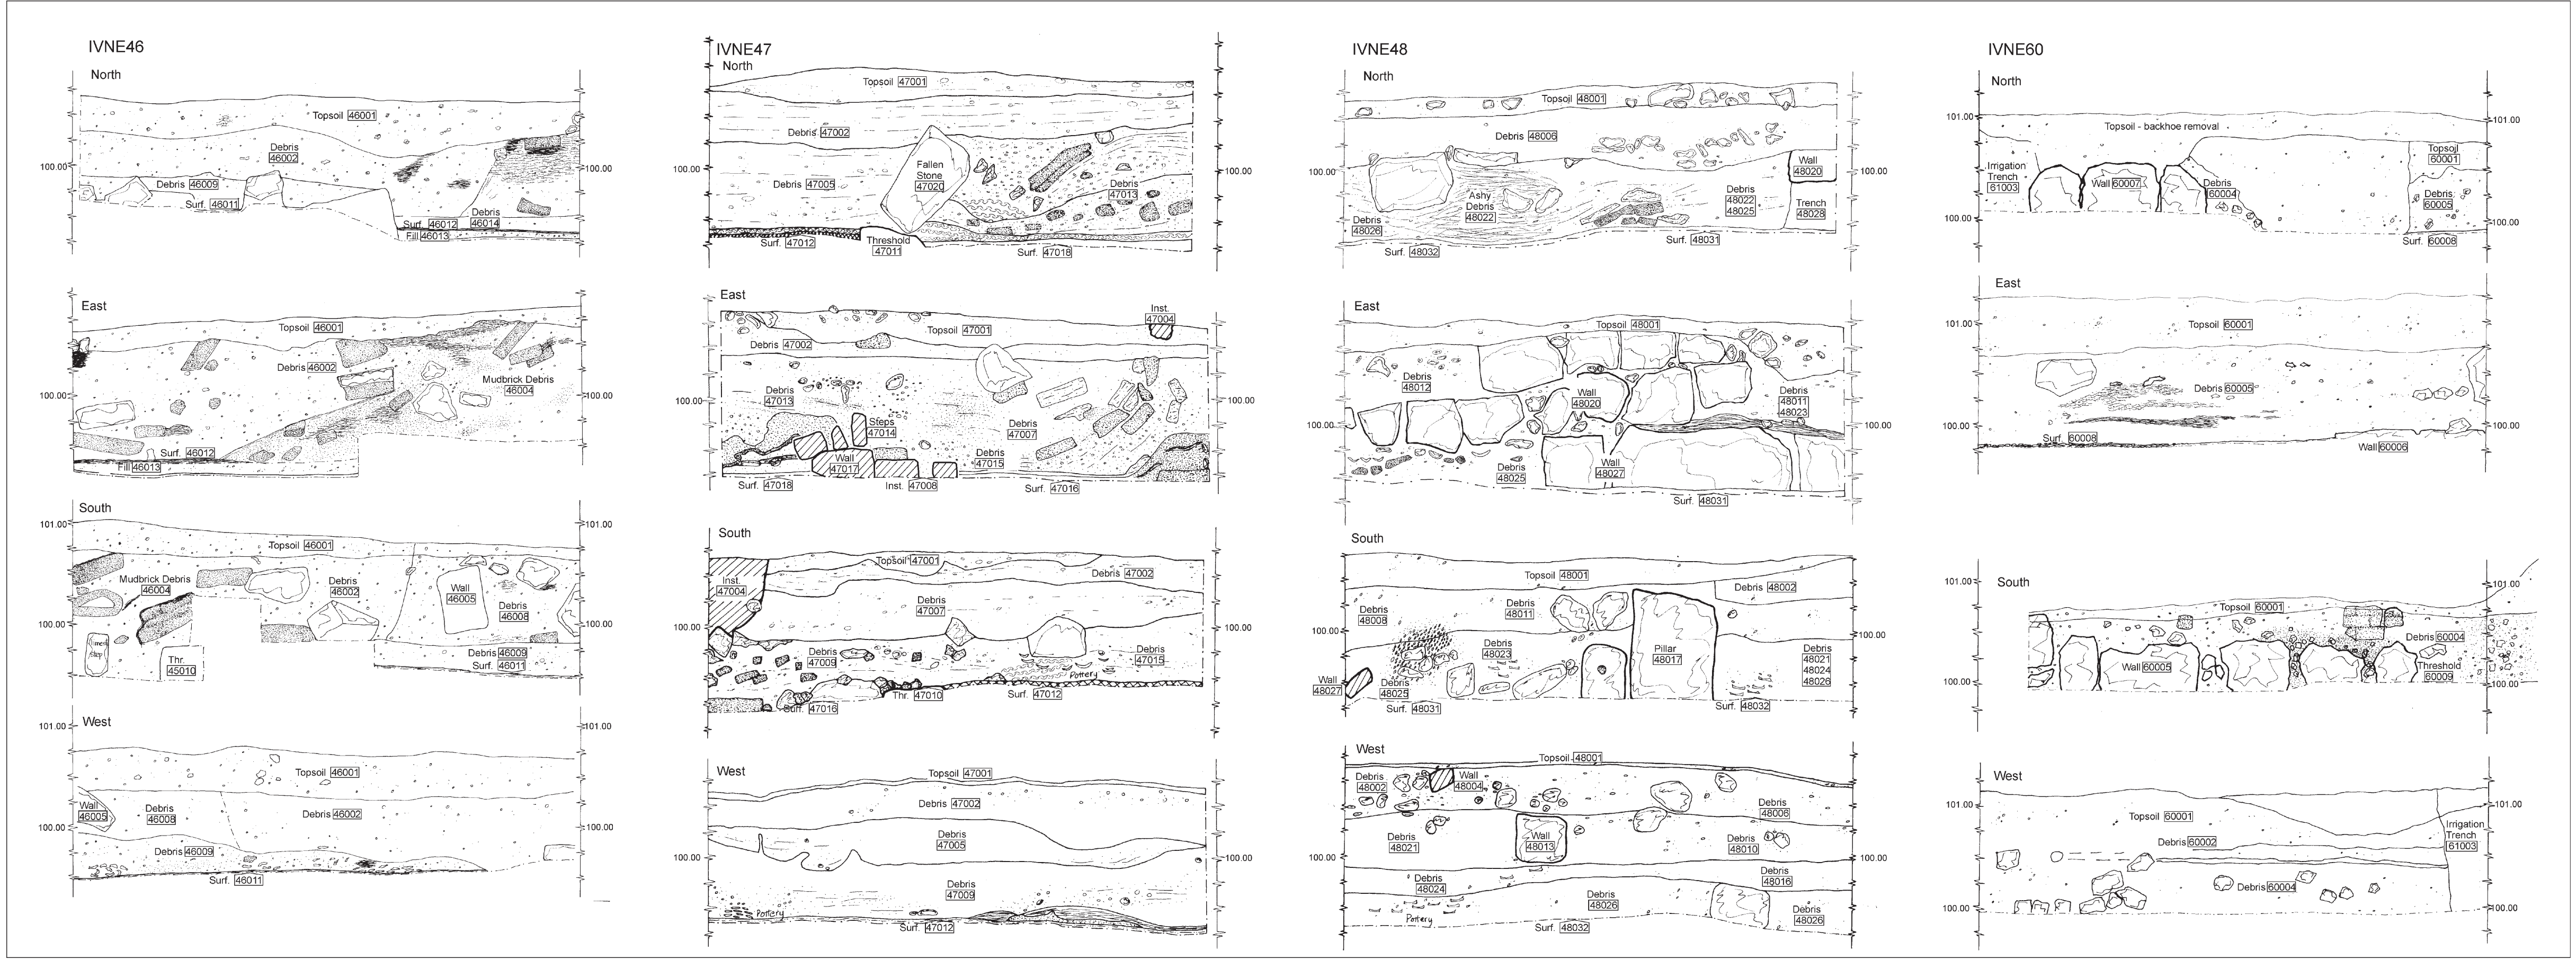 IVNE46
North
Topsoil 46001
Debris
46002
100.00
100.00
Debris 46009
Surf. 46011
Surf. 46012
Debris
46014
Fill 46013
East
Topsoil 46001
Debris 46002
Mudbrick Debris
46004
100.00
100.00
Surf. 46012
Fill 46013
South
101.00
101.00
Topsoil 46001
Mudbrick Debris
46004
Debris
46002
Wall
46005
Debris
46008
100.00
100.00
Thr.
45010
Debris 46009
Surf. 46011
West
101.00
101.00
Topsoil 46001
Wall
46005
Debris
46008
Debris 46002
100.00
100.00
Debris 46009
Surf. 46011
IVNE47
North
Topsoil 47001
Debris 47002
100.00
100.00
Fallen
Stone
47020
Debris 47005
Debris
47013
Surf. 47012
Threshold
47011
Surf. 47018
East
Inst.
47004
Topsoil 47001
Debris 47002
Debris
47013
100.00
100.00
Steps
47014
Debris
47007
Wall
47017
Debris
47015
Surf. 47018
Inst. 47008
Surf. 47016
South
Topsoil 47001
Debris 47002
Inst.
47004
Debris
47007
100.00
100.00
Debris
47009
Debris
47015
Pottery
Thr. 47010
Surf. 47012
Surf. 47016
West
Topsoil 47001
Debris 47002
Debris
47005
100.00
100.00
Debris
47009
Pottery
Surf. 47012
IVNE48
North
Topsoil 48001
Debris 48006
Wall
48020
100.00
100.00
Ashy
Debris
48022
Debris
48022
48025
Trench
48028
Debris
48026
Surf. 48031
Surf. 48032
East
Topsoil 48001
Debris
48012
Wall
48020
Debris
48011
48023
100.00
100.00
Debris
48025
Wall
48027
Surf. 48031
South
Topsoil 48001
Debris 48002
Debris
48008
Debris
48011
100.00
100.00
Debris
48023
Pillar
48017
Debris
48021
48024
48026
Wall
48027
Debris
48025
Surf. 48031
Surf. 48032
West
Topsoil 48001
Debris
48002
Wall
48004
Debris
48006
Debris
48021
Wall
48013
Debris
48010
100.00
100.00
Debris
48024
Debris
48016
Debris
48026
Pottery
Debris
48026
Surf. 48032
IVNE60
North
101.00
101.00
Topsoil - backhoe removal
Topsoil
60001
Irrigation
Trench
61003
Wall 60007
Debris
60004
Debris
60005
100.00
100.00
Surf. 60008
East
101.00
101.00
Topsoil 60001
Debris 60005
100.00
100.00
Surf. 60008
Wall 60006
South
101.00
101.00
Topsoil 60001
Debris 60004
Wall 60005
Threshold
60009
100.00
100.00
West
101.00
101.00
Topsoil 60001
Irrigation
Trench
61003
Debris 60002
Debris 60004
100.00
100.00